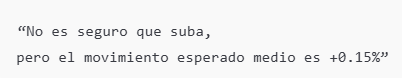 “No es seguro que suba,
pero el movimiento esperado medio es +0.15%”